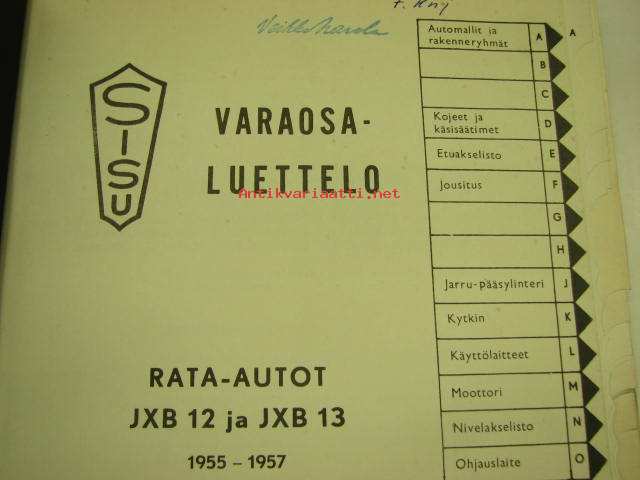 SISU
VARAOSA-
LUETTELO
Antikvariaatti.net
RATA-AUTOT
JXB 12 ja JXB 13
1955 – 1957
Automallit ja
rakenneryhmät A A
B
C
Kojeet ja
käsisäätimet D
Etuakselisto E
Jousitus F
G
H
Jarru-pääsylinteri J
Kytkin K
Käyttölaitteet L
Moottori M
Nivelakselisto N
Ohjauslaite O